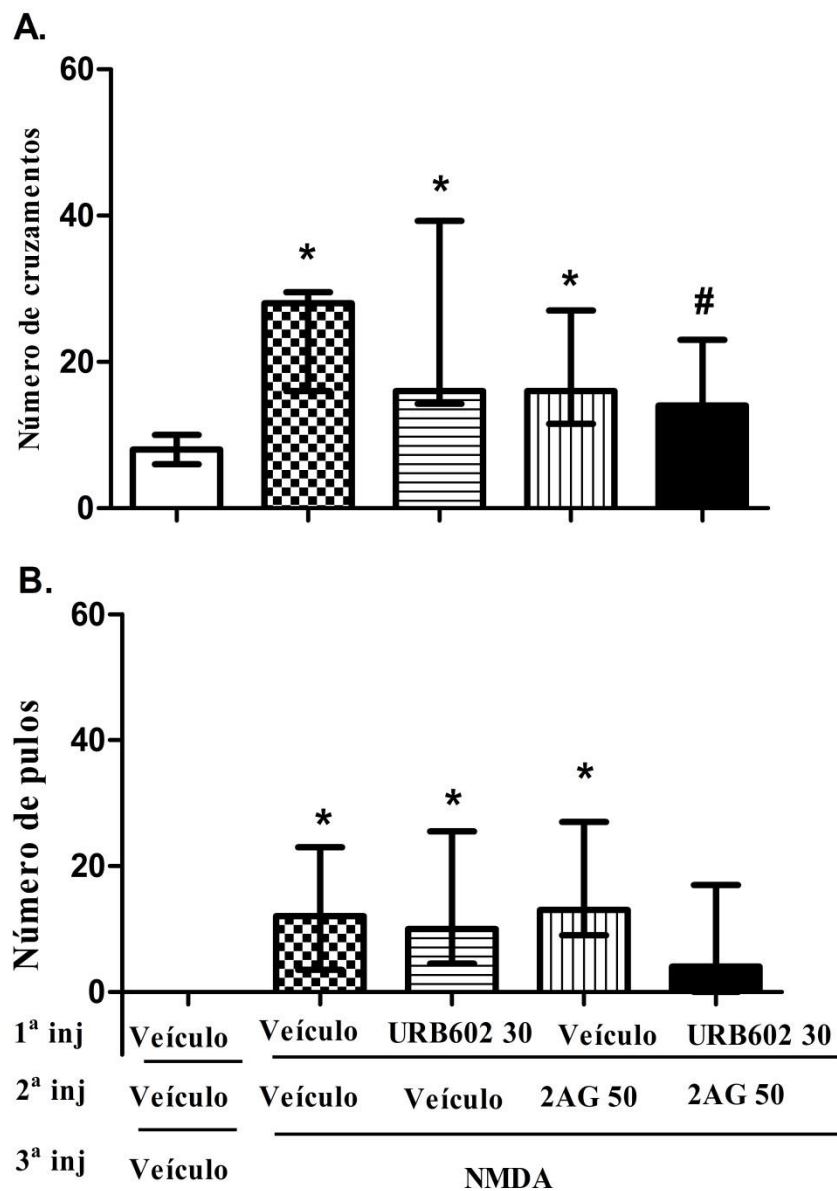 A.
Número de cruzamentos
60
40
20
0
*
*
*
#
B.
Número de pulos
60
40
20
0
*
*
*
1ª inj Veículo Veículo URB602 30 Veículo URB602 30
2ª inj Veículo Veículo Veículo 2AG 50 2AG 50
3ª inj Veículo NMDA